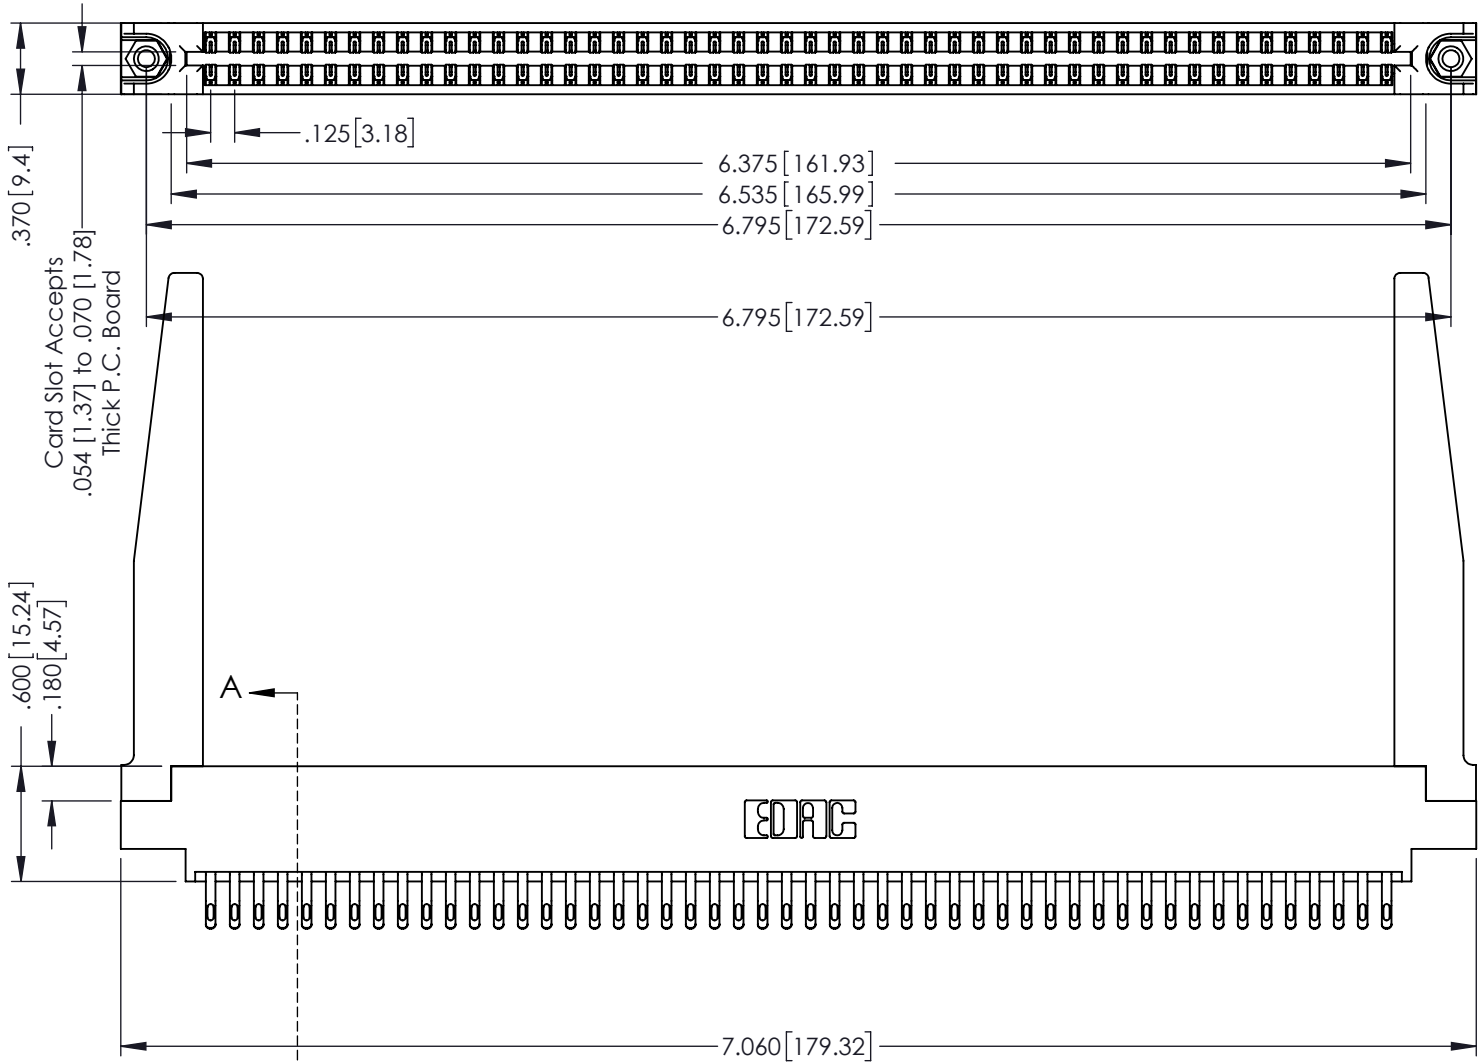 .125[3.18]
6.375[161.93]
6.535[165.99]
6.795[172.59]
.370[9.4]
Card Slot Accepts
.054 [1.37] to .070 [1.78]
Thick P.C. Board
6.795[172.59]
.600[15.24]
.180[4.57]
A
EDAC
7.060[179.32]